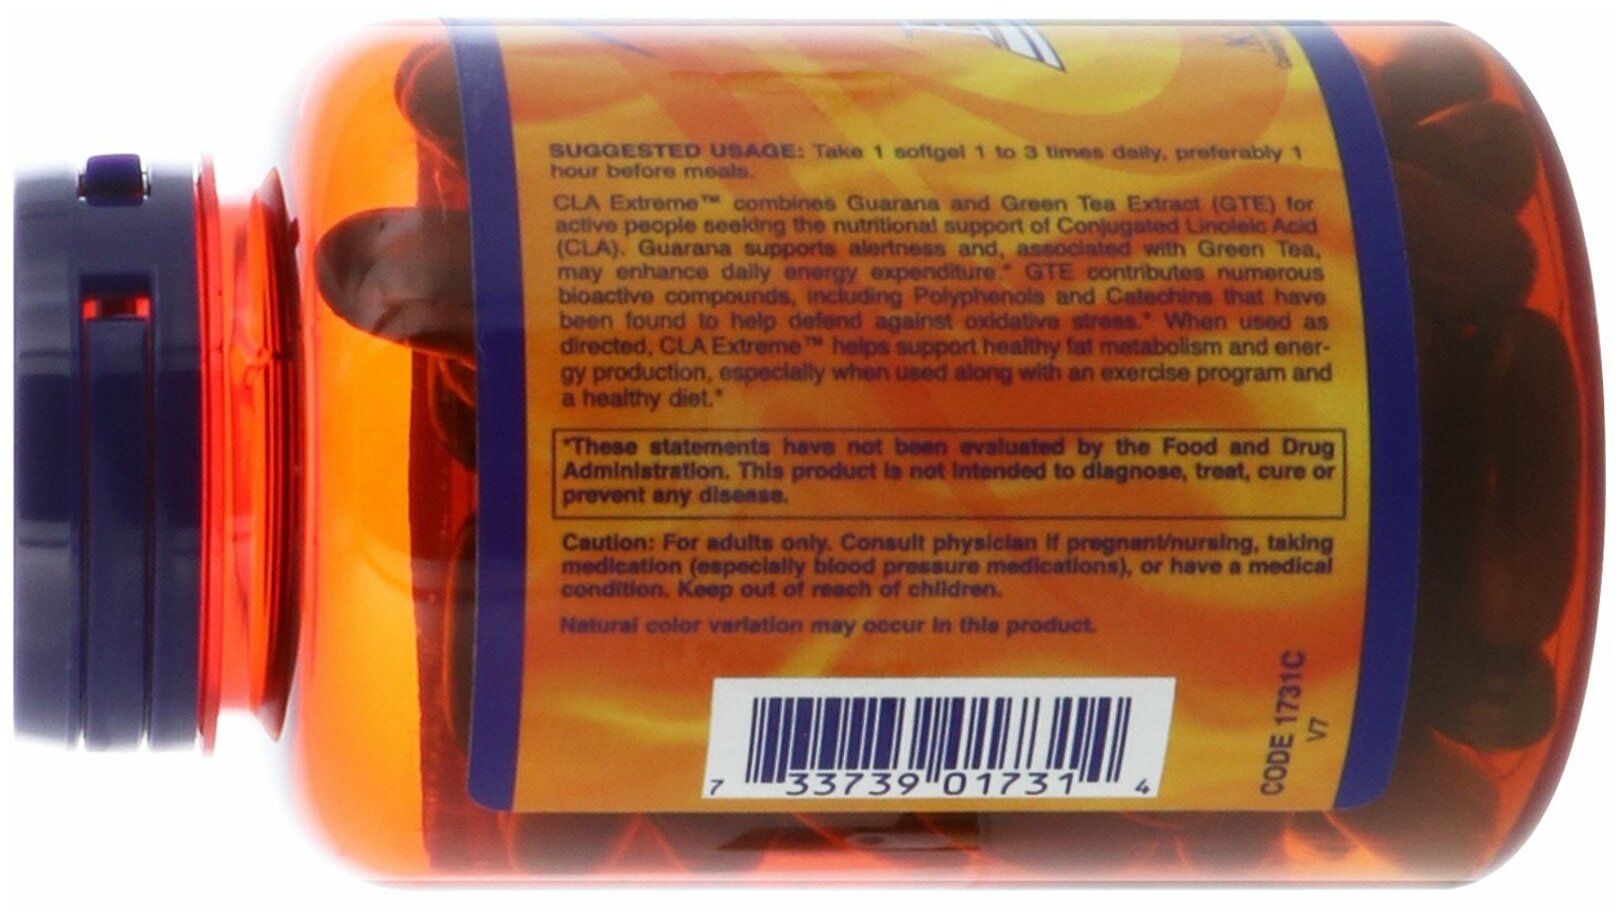 SUGGESTED USAGE: Take 1 softgel 1 to 3 times daily, preferably 1
hour before meals.
CLA Extreme™ combines Guarana and Green Tea Extract (GTE) for
active people seeking the nutritional support of Conjugated Linoleic Acid
(CLA). Guarana supports alertness and, associated with Green Tea,
may enhance daily energy expenditure.* GTE contributes numerous
bioactive compounds, including Polyphenols and Catechins that have
been found to help defend against oxidative stress.* When used as
directed, CLA Extreme™ helps support healthy fat metabolism and ener-
gy production, especially when used along with an exercise program and
a healthy diet.*
*These statements have not been evaluated by the Food and Drug
Administration. This product is not intended to diagnose, treat, cure or
prevent any disease.
Caution: For adults only. Consult physician if pregnant/nursing, taking
medication (especially blood pressure medications), or have a medical
condition. Keep out of reach of children.
Natural color variation may occur in this product.
7 33739 01731 4
CODE 1731C
V7